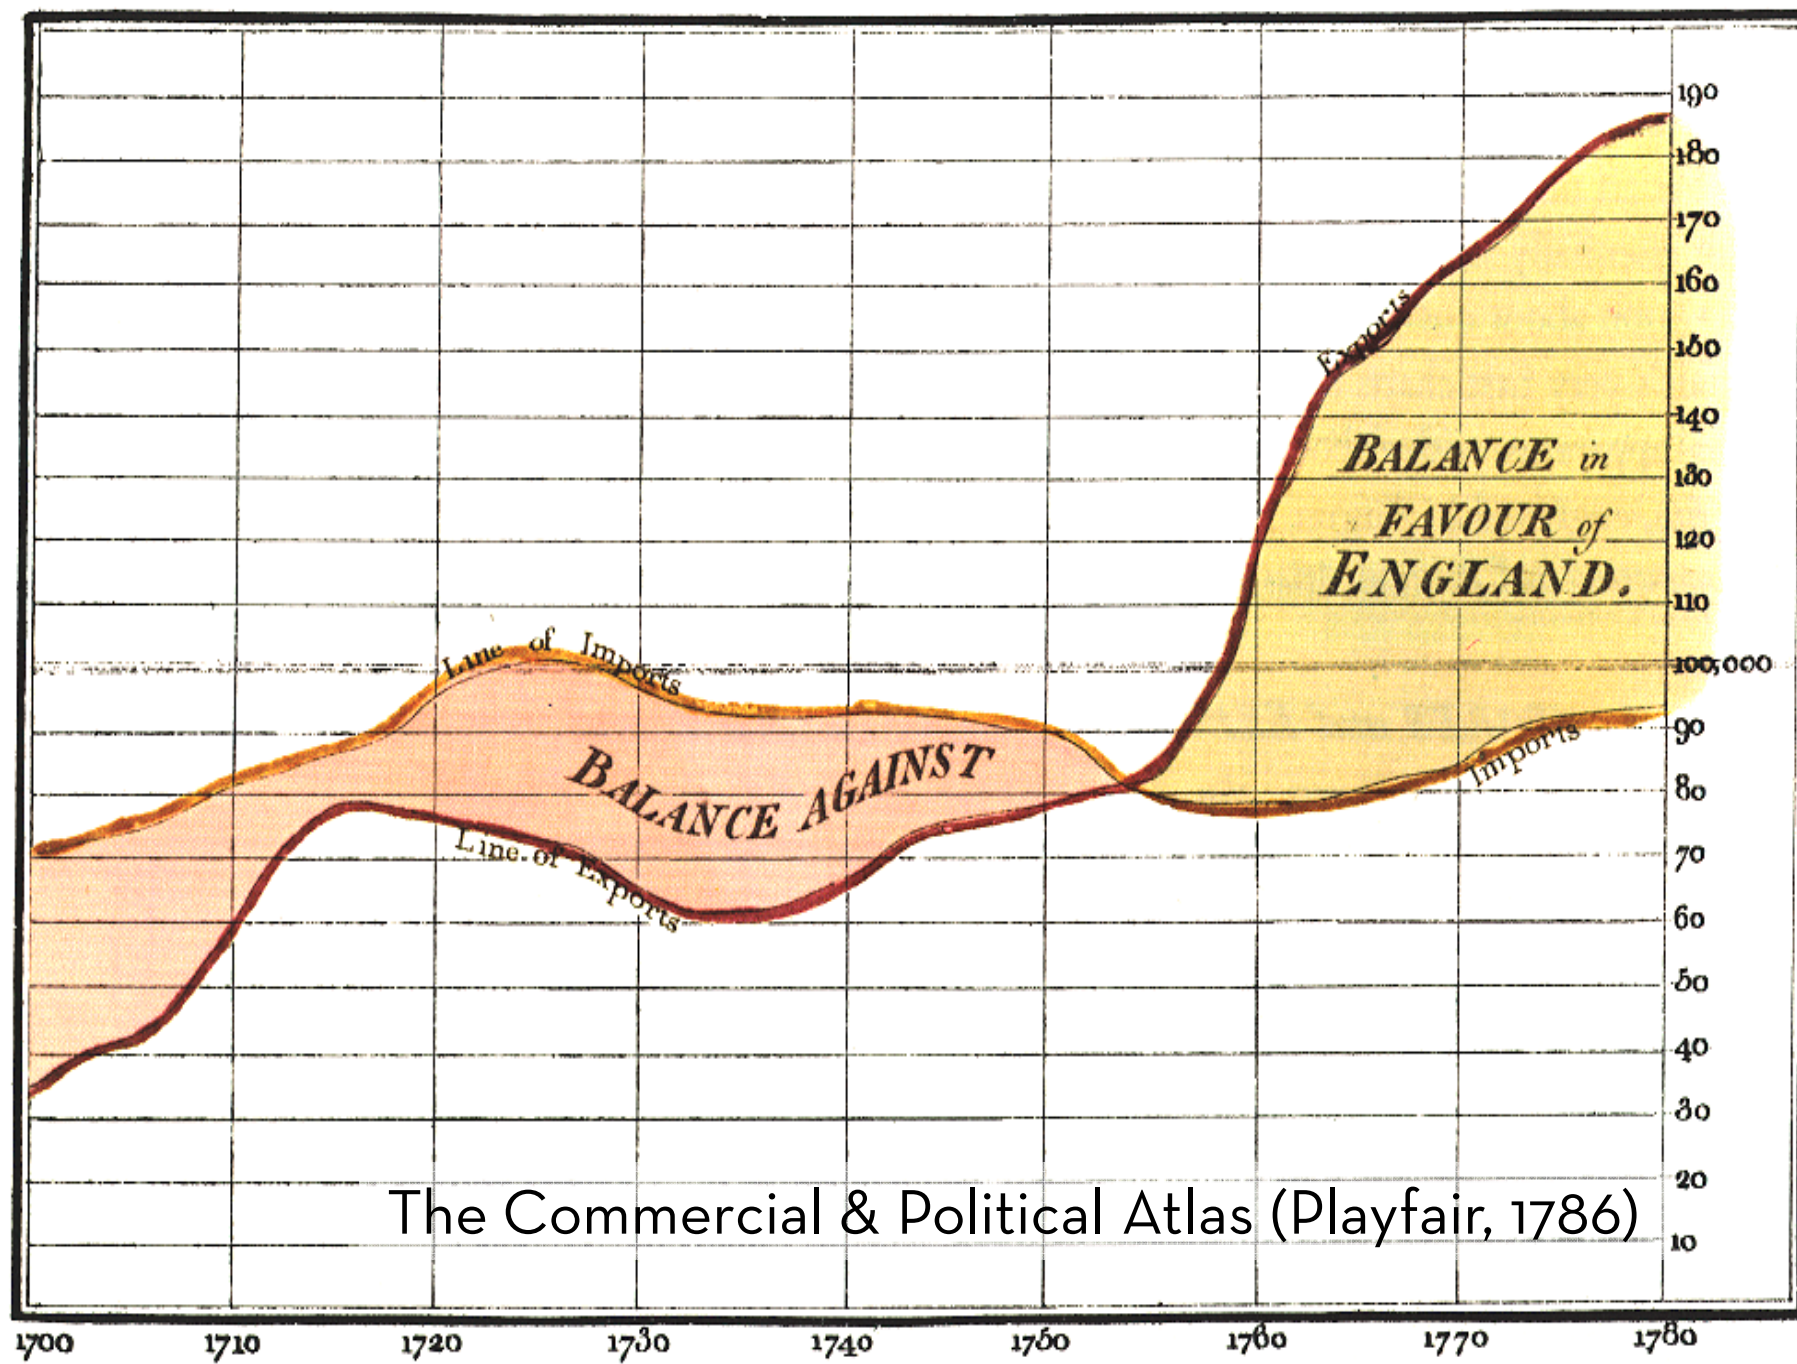 190
180
170
160
150
140
130
120
110
100,000
90
80
70
60
50
40
30
20
10
Exports
BALANCE in
FAVOUR of
ENGLAND.
Line of Imports
BALANCE AGAINST
Imports
Line of Exports
The Commercial & Political Atlas (Playfair, 1786)
1700 1710 1720 1730 1740 1750 1760 1770 1780